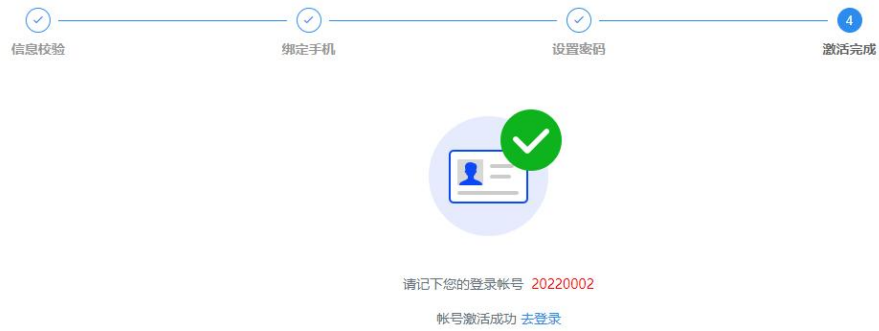 4
信息校验 绑定手机 设置密码 激活完成
请记下您的登录帐号 20220002
帐号激活成功 去登录